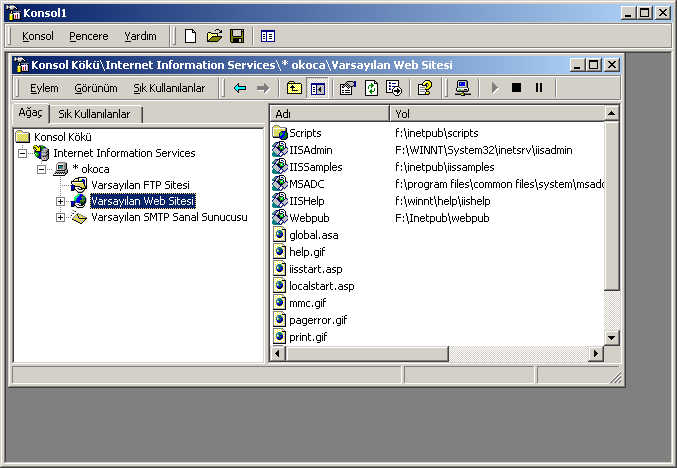 Konsol1
Konsol Pencere Yardım
Konsol Kökü\Internet Information Services\* okoca\Varsayılan Web Sitesi
Eylem Görünüm Sık Kullanılanlar
Ağaç Sık Kullanılanlar
Konsol Kökü
Internet Information Services
* okoca
Varsayılan FTP Sitesi
Varsayılan Web Sitesi
Varsayılan SMTP Sanal Sunucusu
Adı Yol
Scripts f:\inetpub\scripts
IISAdmin F:\WINNT\System32\inetsrv\iisadmin
IISSamples f:\inetpub\iissamples
MSADC f:\program files\common files\system\msadc
IISHelp f:\winnt\help\iishelp
Webpub F:\Inetpub\webpub
global.asa
help.gif
iisstart.asp
localstart.asp
mmc.gif
pagerror.gif
print.gif